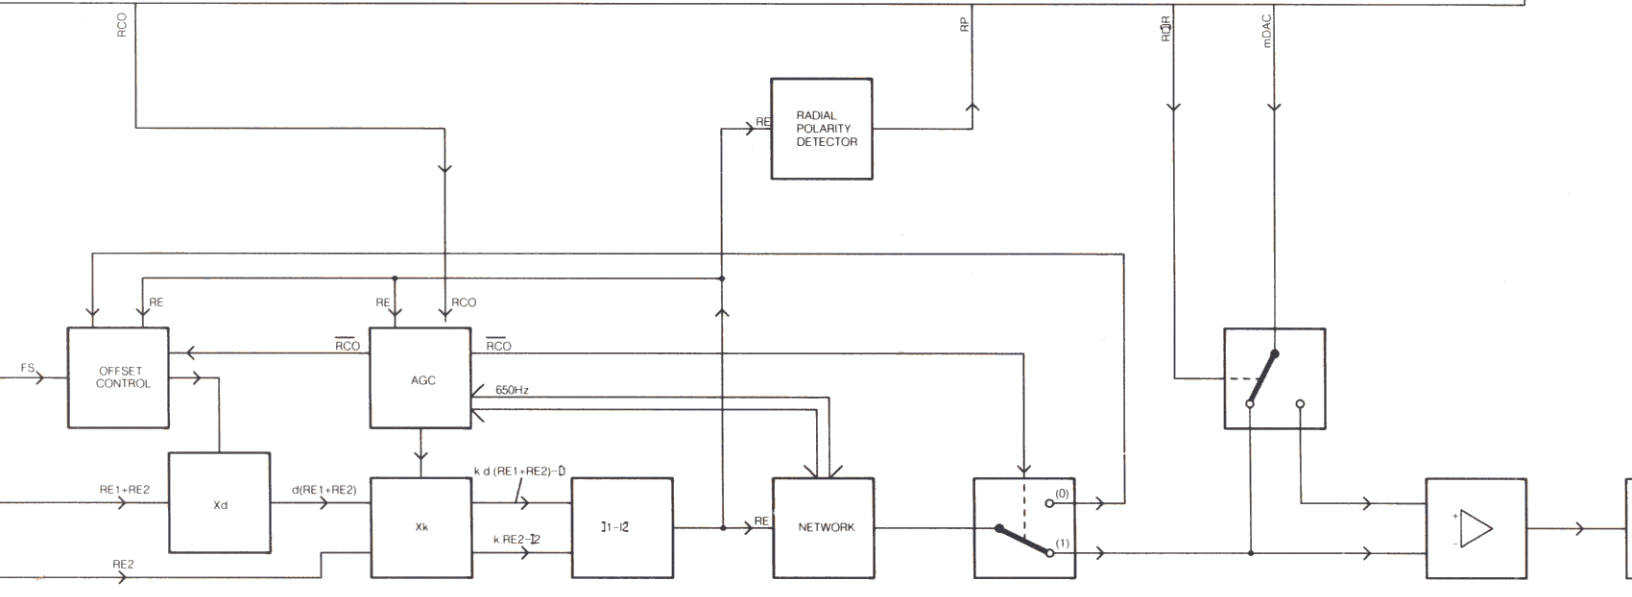 RCO
RP
mDAC
RADIAL
POLARITY
DETECTOR
RE
RE
RE
RCO
RCO
RCO
FS
OFFSET
CONTROL
AGC
650Hz
k d (RE1+RE2)-I1
RE1+RE2
d(RE1+RE2)
Xd
Xk
I1-I2
RE
NETWORK
(0)
(1)
k.RE2-I2
RE2
+
-